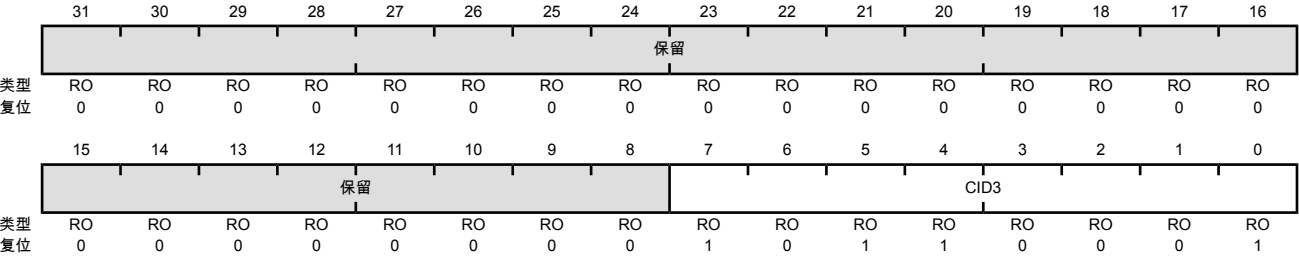 31 30 29 28 27 26 25 24 23 22 21 20 19 18 17 16
保留
类型 RO RO RO RO RO RO RO RO RO RO RO RO RO RO RO RO
复位 0 0 0 0 0 0 0 0 0 0 0 0 0 0 0 0
15 14 13 12 11 10 9 8 7 6 5 4 3 2 1 0
保留 CID3
类型 RO RO RO RO RO RO RO RO RO RO RO RO RO RO RO RO
复位 0 0 0 0 0 0 0 0 1 0 1 1 0 0 0 1